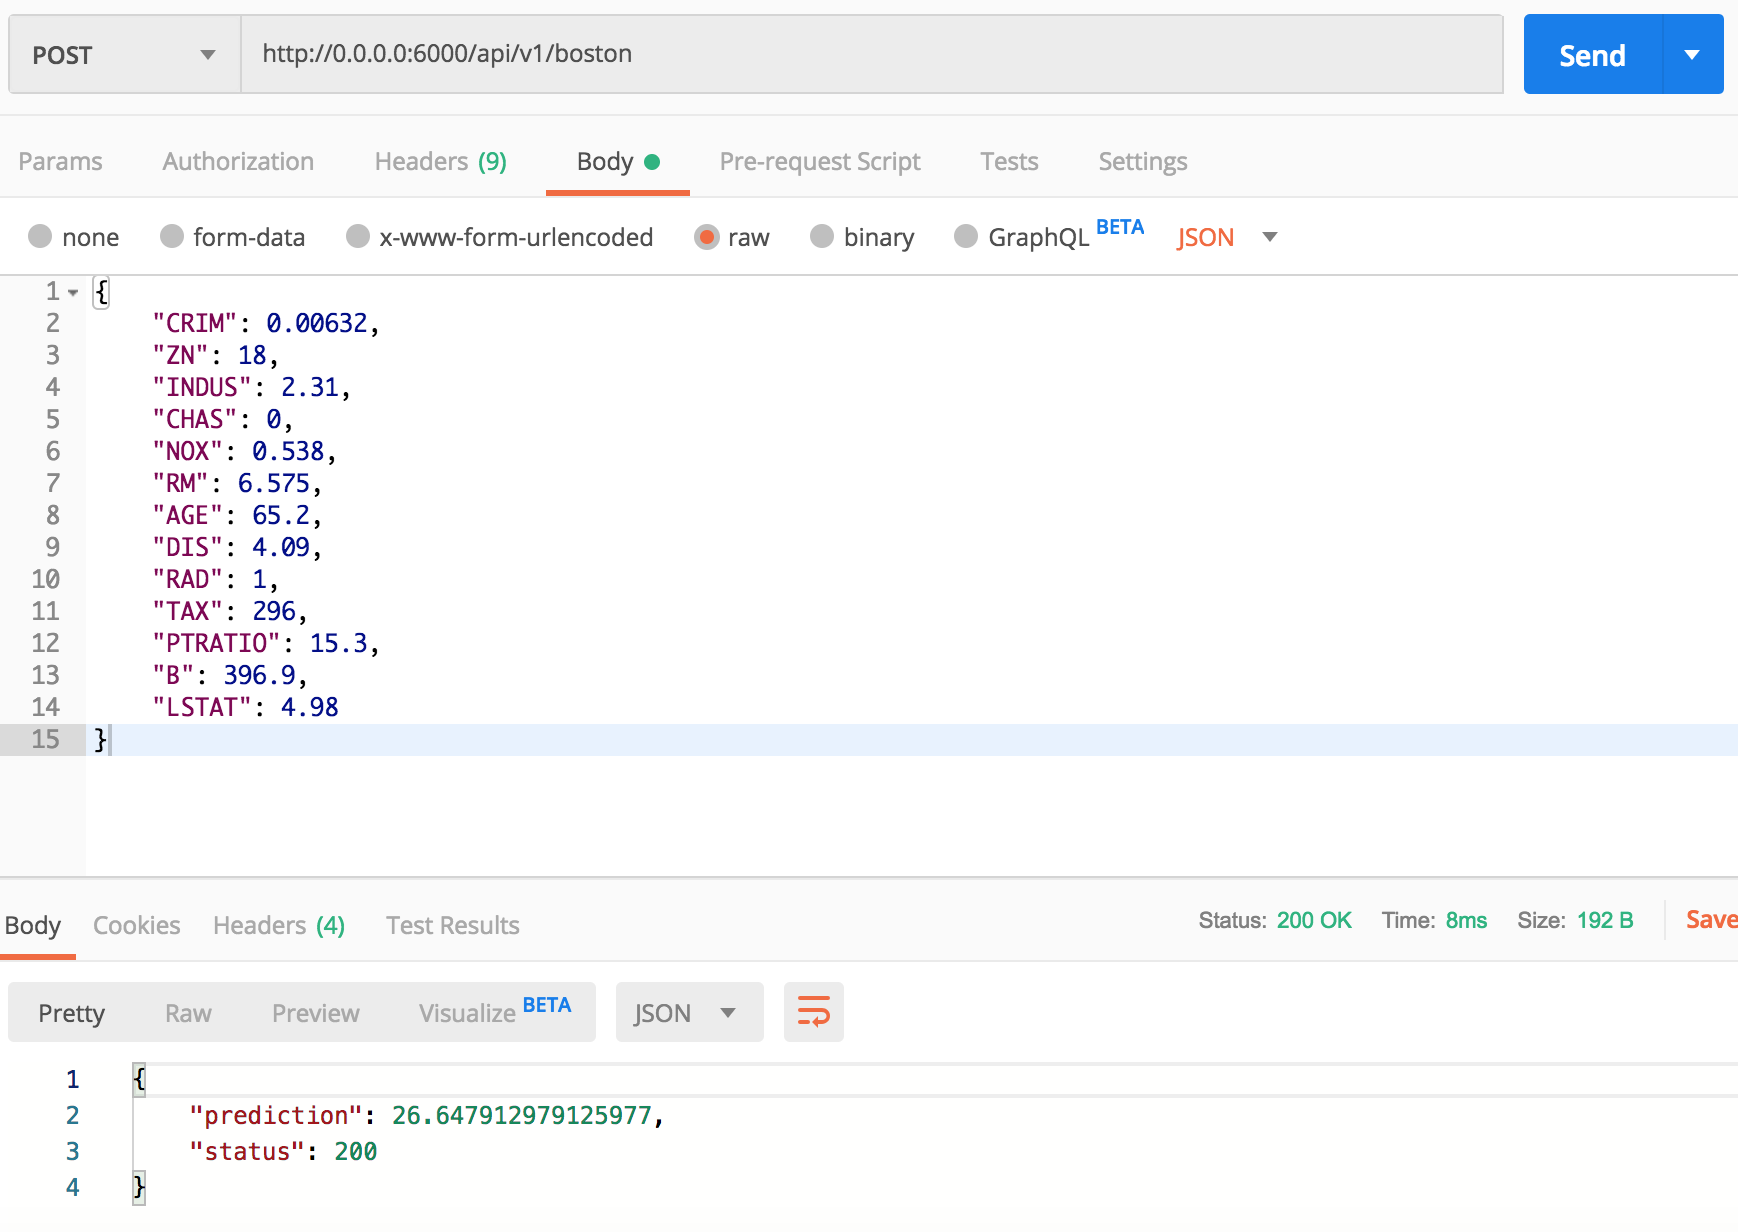 POST http://0.0.0.0:6000/api/v1/boston Send
Params Authorization Headers (9) Body Pre-request Script Tests Settings
none form-data x-www-form-urlencoded raw binary GraphQL BETA JSON
1 {
2 "CRIM": 0.00632,
3 "ZN": 18,
4 "INDUS": 2.31,
5 "CHAS": 0,
6 "NOX": 0.538,
7 "RM": 6.575,
8 "AGE": 65.2,
9 "DIS": 4.09,
10 "RAD": 1,
11 "TAX": 296,
12 "PTRATIO": 15.3,
13 "B": 396.9,
14 "LSTAT": 4.98
15 }
Body Cookies Headers (4) Test Results Status: 200 OK Time: 8ms Size: 192 B Save
Pretty Raw Preview Visualize BETA JSON
1 {
2 "prediction": 26.647912979125977,
3 "status": 200
4 }